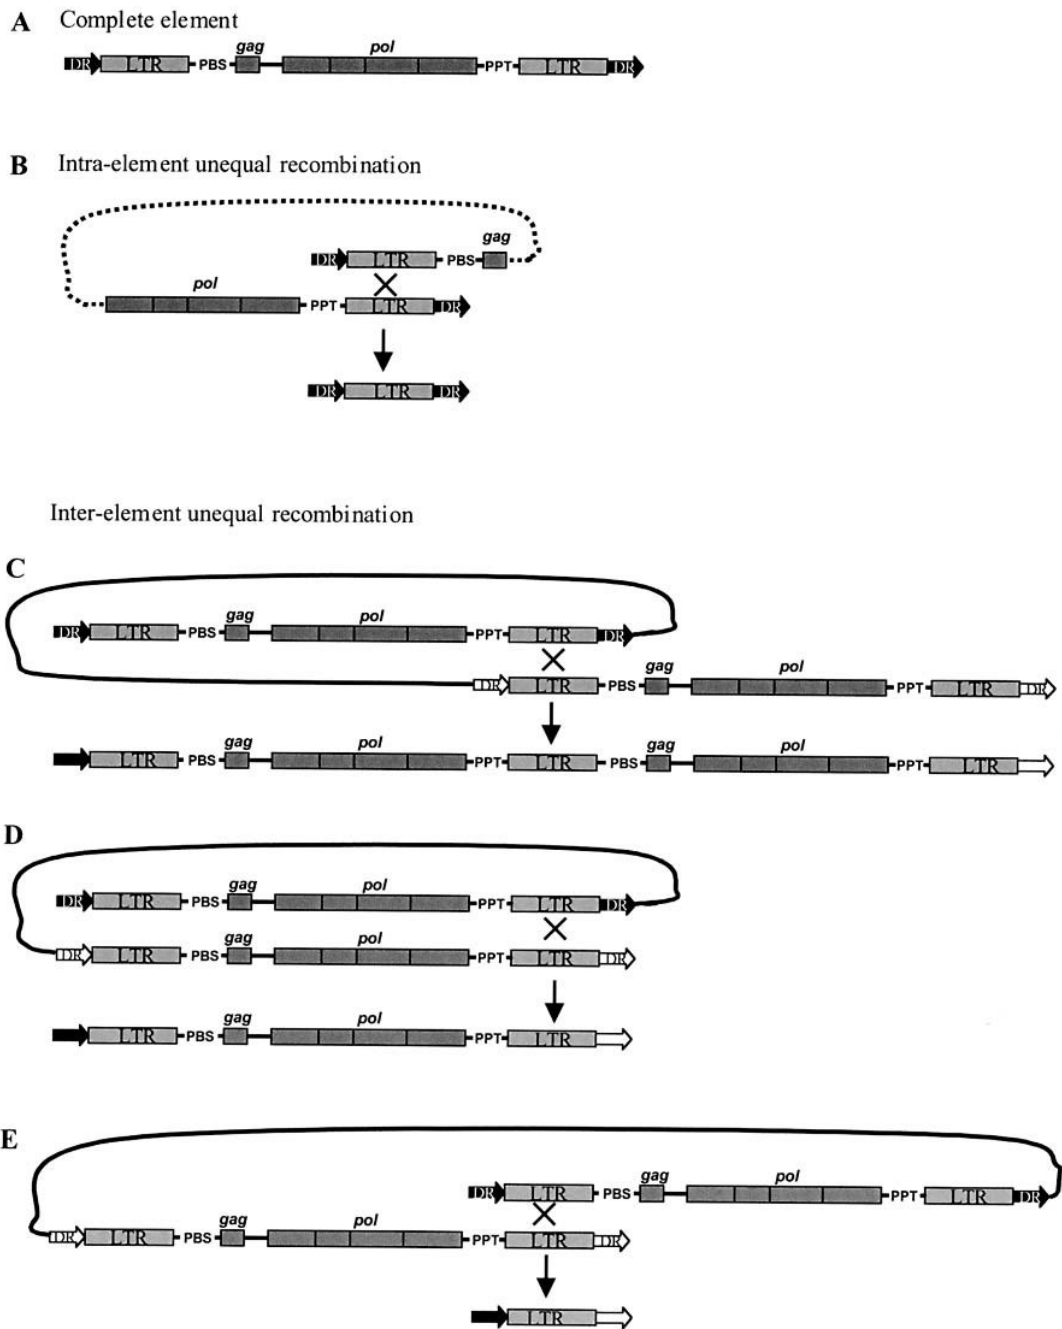 A Complete element
gag pol
DR LTR PBS PPT LTR DR
B Intra-element unequal recombination
gag
DR LTR PBS
pol
PPT LTR DR
DR LTR DR
Inter-element unequal recombination
C
gag pol
DR LTR PBS PPT LTR DR
gag pol
DR LTR PBS PPT LTR DR
gag pol gag pol
LTR PBS PPT LTR PBS PPT LTR
D
gag pol
DR LTR PBS PPT LTR DR
gag pol
DR LTR PBS PPT LTR DR
gag pol
LTR PBS PPT LTR
E
gag pol
DR LTR PBS PPT LTR DR
gag pol
DR LTR PBS PPT LTR DR
LTR